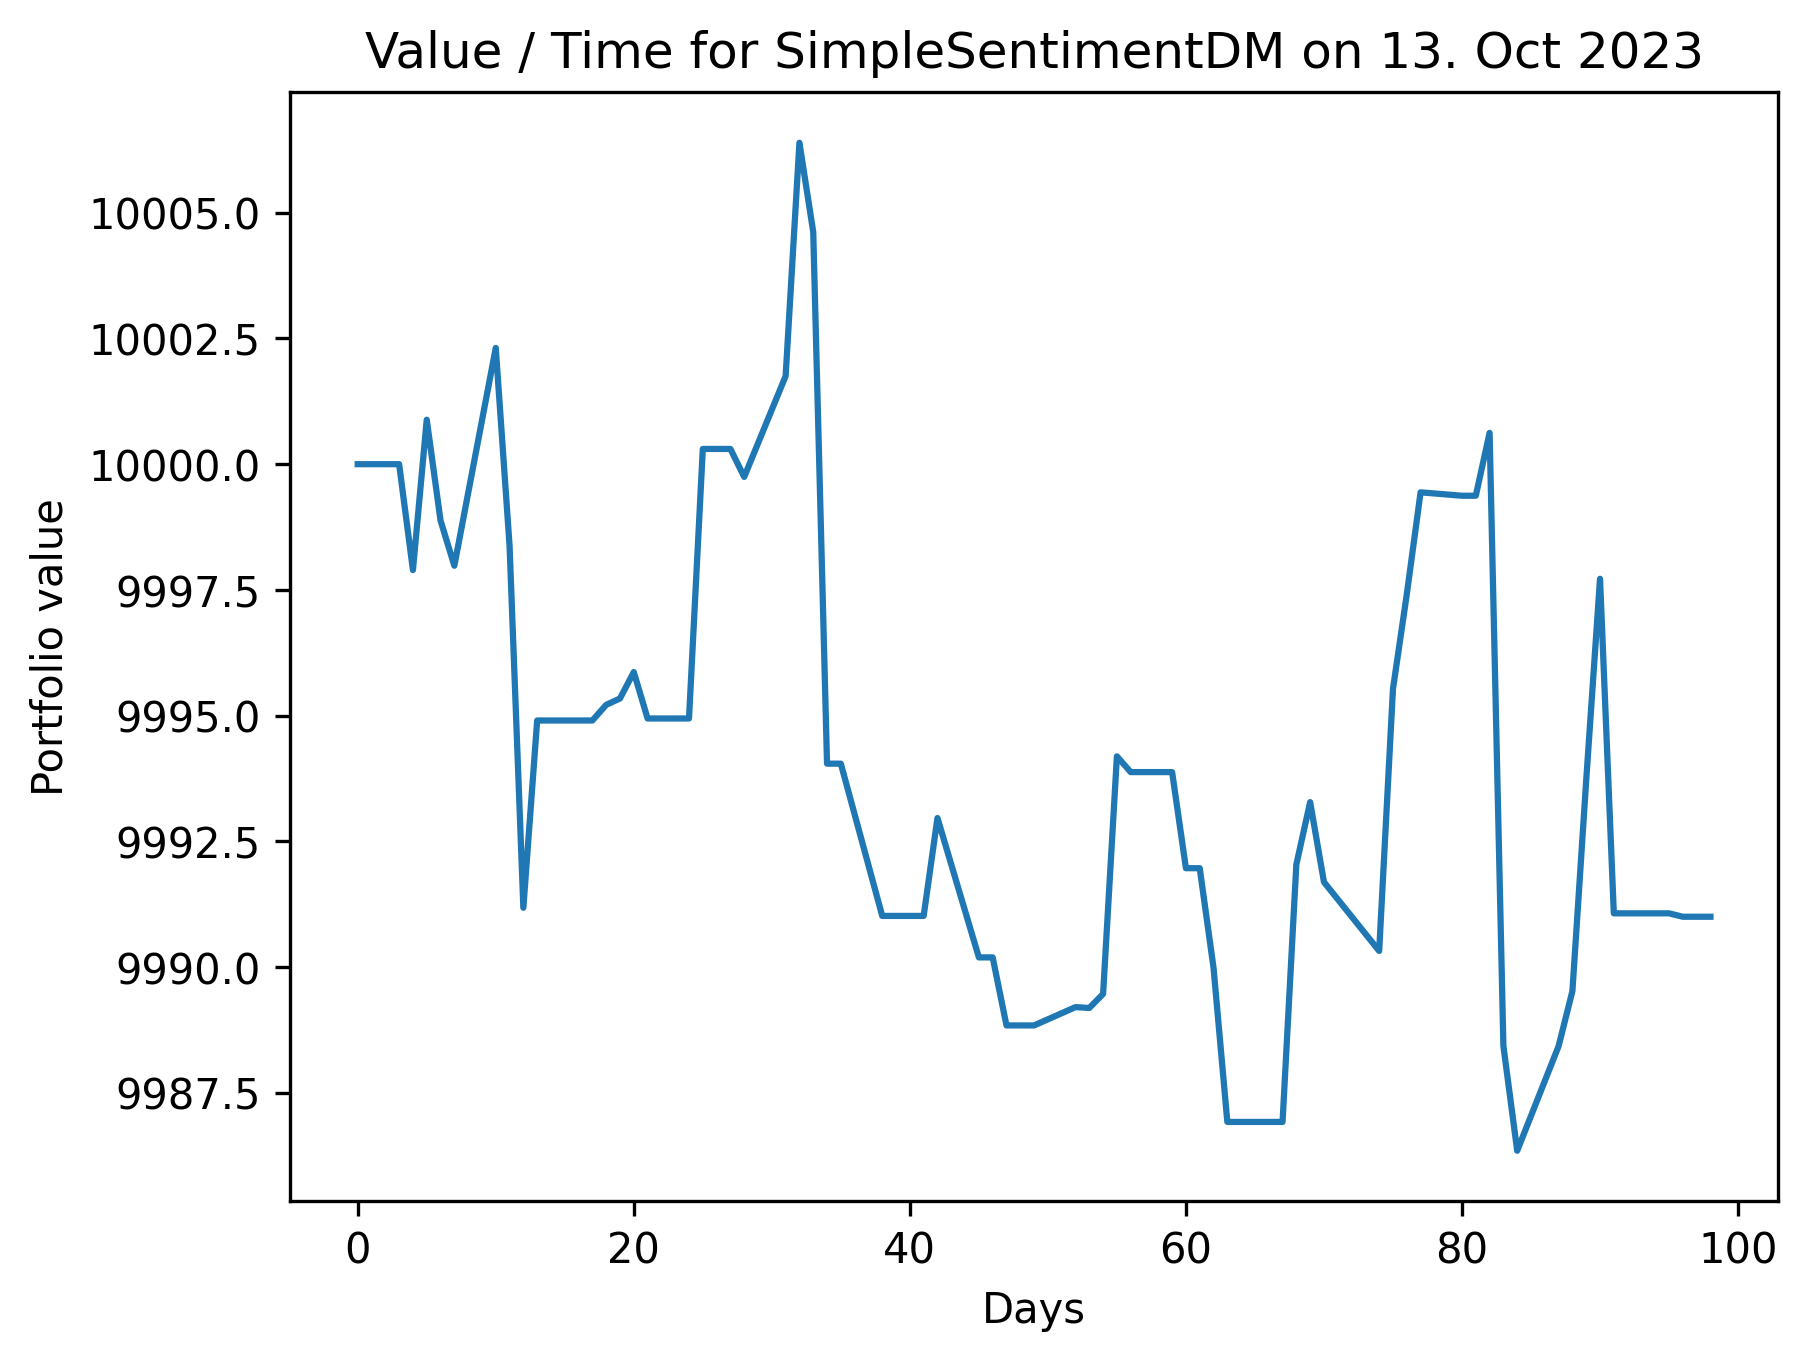 Value / Time for SimpleSentimentDM on 13. Oct 2023
10005.0
10002.5
10000.0
9997.5
9995.0
9992.5
9990.0
9987.5
Portfolio value
0 20 40 60 80 100
Days